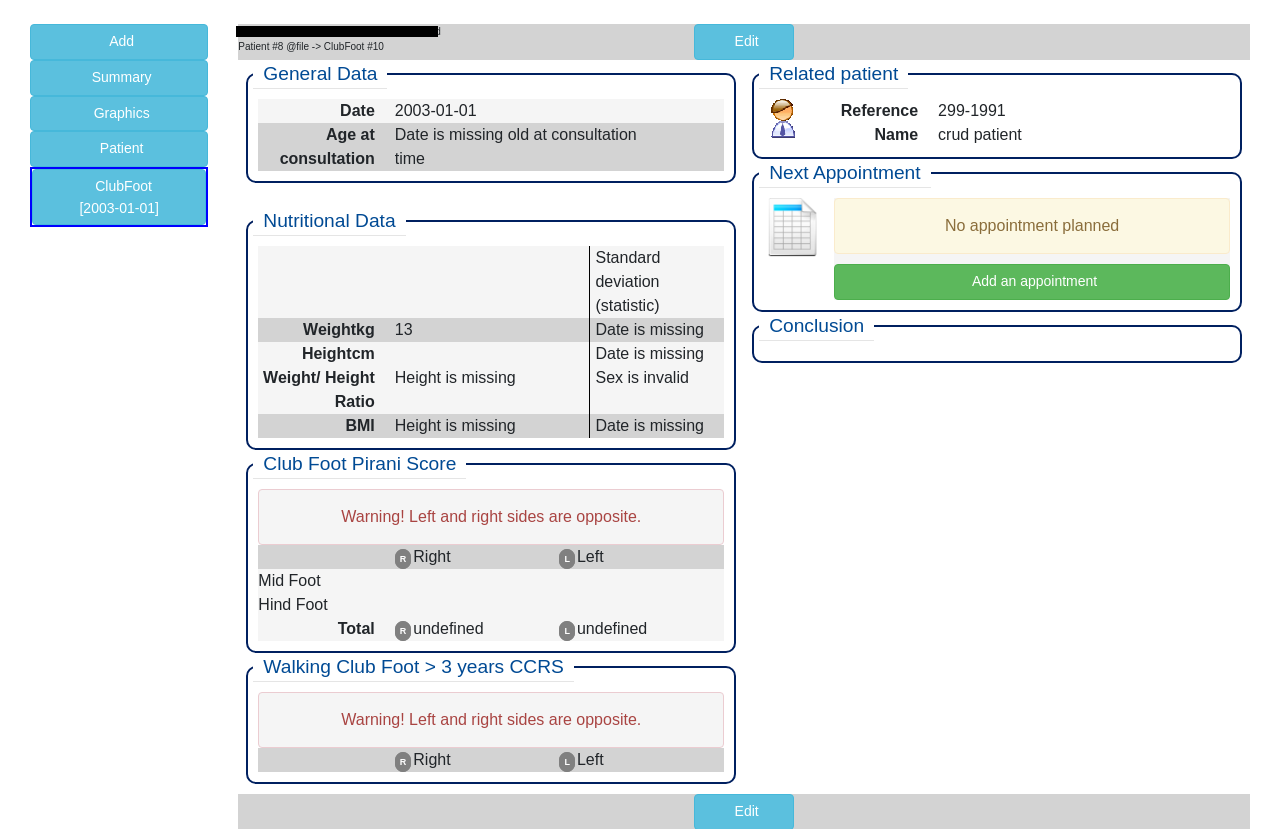 Add
Summary
Graphics
Patient
ClubFoot
[2003-01-01]
Patient #8 @file -> ClubFoot #10
Edit
General Data
Date 2003-01-01
Age at Date is missing old at consultation
consultation time
Nutritional Data
Standard
deviation
(statistic)
Weightkg 13 Date is missing
Heightcm Date is missing
Weight/ Height Height is missing Sex is invalid
Ratio
BMI Height is missing Date is missing
Club Foot Pirani Score
Warning! Left and right sides are opposite.
R Right L Left
Mid Foot
Hind Foot
Total R undefined L undefined
Walking Club Foot > 3 years CCRS
Warning! Left and right sides are opposite.
R Right L Left
Related patient
Reference 299-1991
Name crud patient
Next Appointment
No appointment planned
Add an appointment
Conclusion
Edit